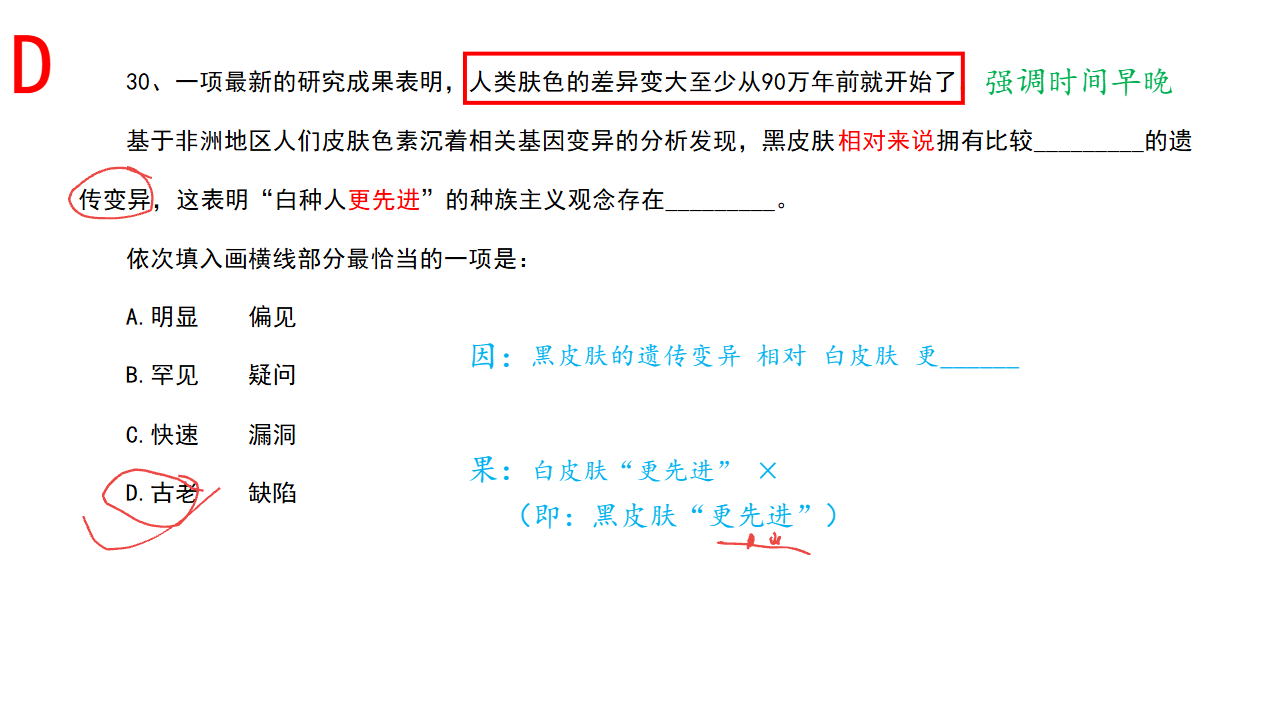 D
30、一项最新的研究成果表明，人类肤色的差异变大至少从90万年前就开始了 强调时间早晚
基于非洲地区人们皮肤色素沉着相关基因变异的分析发现，黑皮肤相对来说拥有比较_________的遗
传变异，这表明“白种人更先进”的种族主义观念存在_________。
依次填入画横线部分最恰当的一项是：
A.明显 偏见
B.罕见 疑问
C.快速 漏洞
D.古老 缺陷
因：黑皮肤的遗传变异 相对 白皮肤 更______
果：白皮肤“更先进” ×
（即：黑皮肤“更先进”）